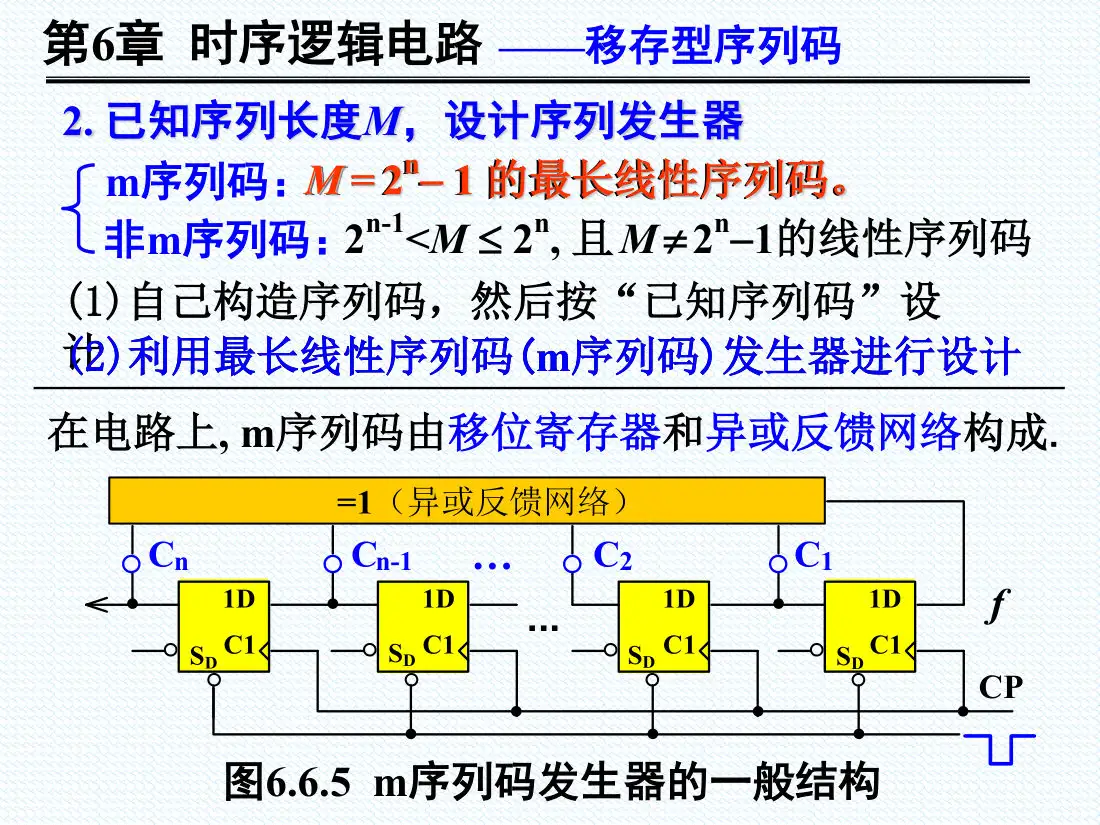 第6章 时序逻辑电路 ——移存型序列码
2. 已知序列长度M，设计序列发生器
m序列码：M = 2ⁿ – 1 的最长线性序列码。
非m序列码：2ⁿ⁻¹<M ≤ 2ⁿ, 且 M≠2ⁿ–1的线性序列码
(1)自己构造序列码，然后按“已知序列码”设
计
(2)利用最长线性序列码(m序列码)发生器进行设计
在电路上, m序列码由移位寄存器和异或反馈网络构成.
=1（异或反馈网络）
Cn Cn-1 … C2 C1
1D 1D 1D 1D f
...
SD C1 SD C1 SD C1 SD C1
CP
图6.6.5 m序列码发生器的一般结构